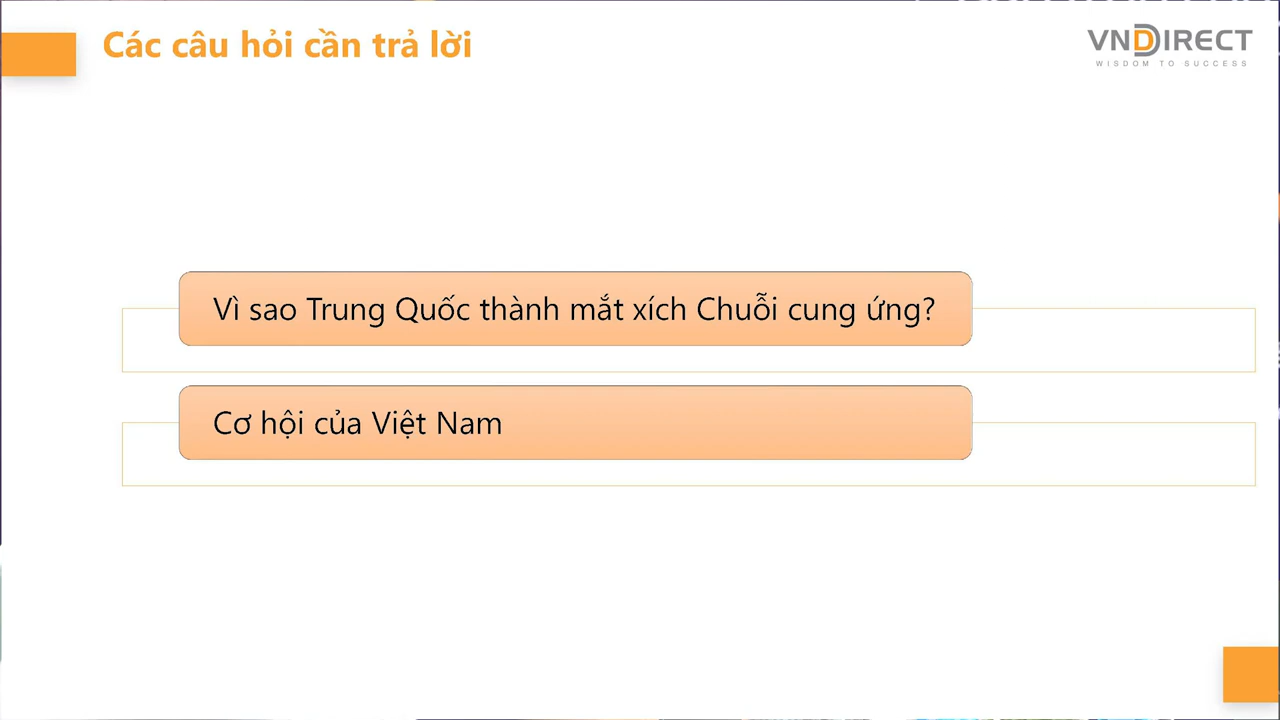 Các câu hỏi cần trả lời
VNDIRECT
WISDOM TO SUCCESS
Vì sao Trung Quốc thành mắt xích Chuỗi cung ứng?
Cơ hội của Việt Nam